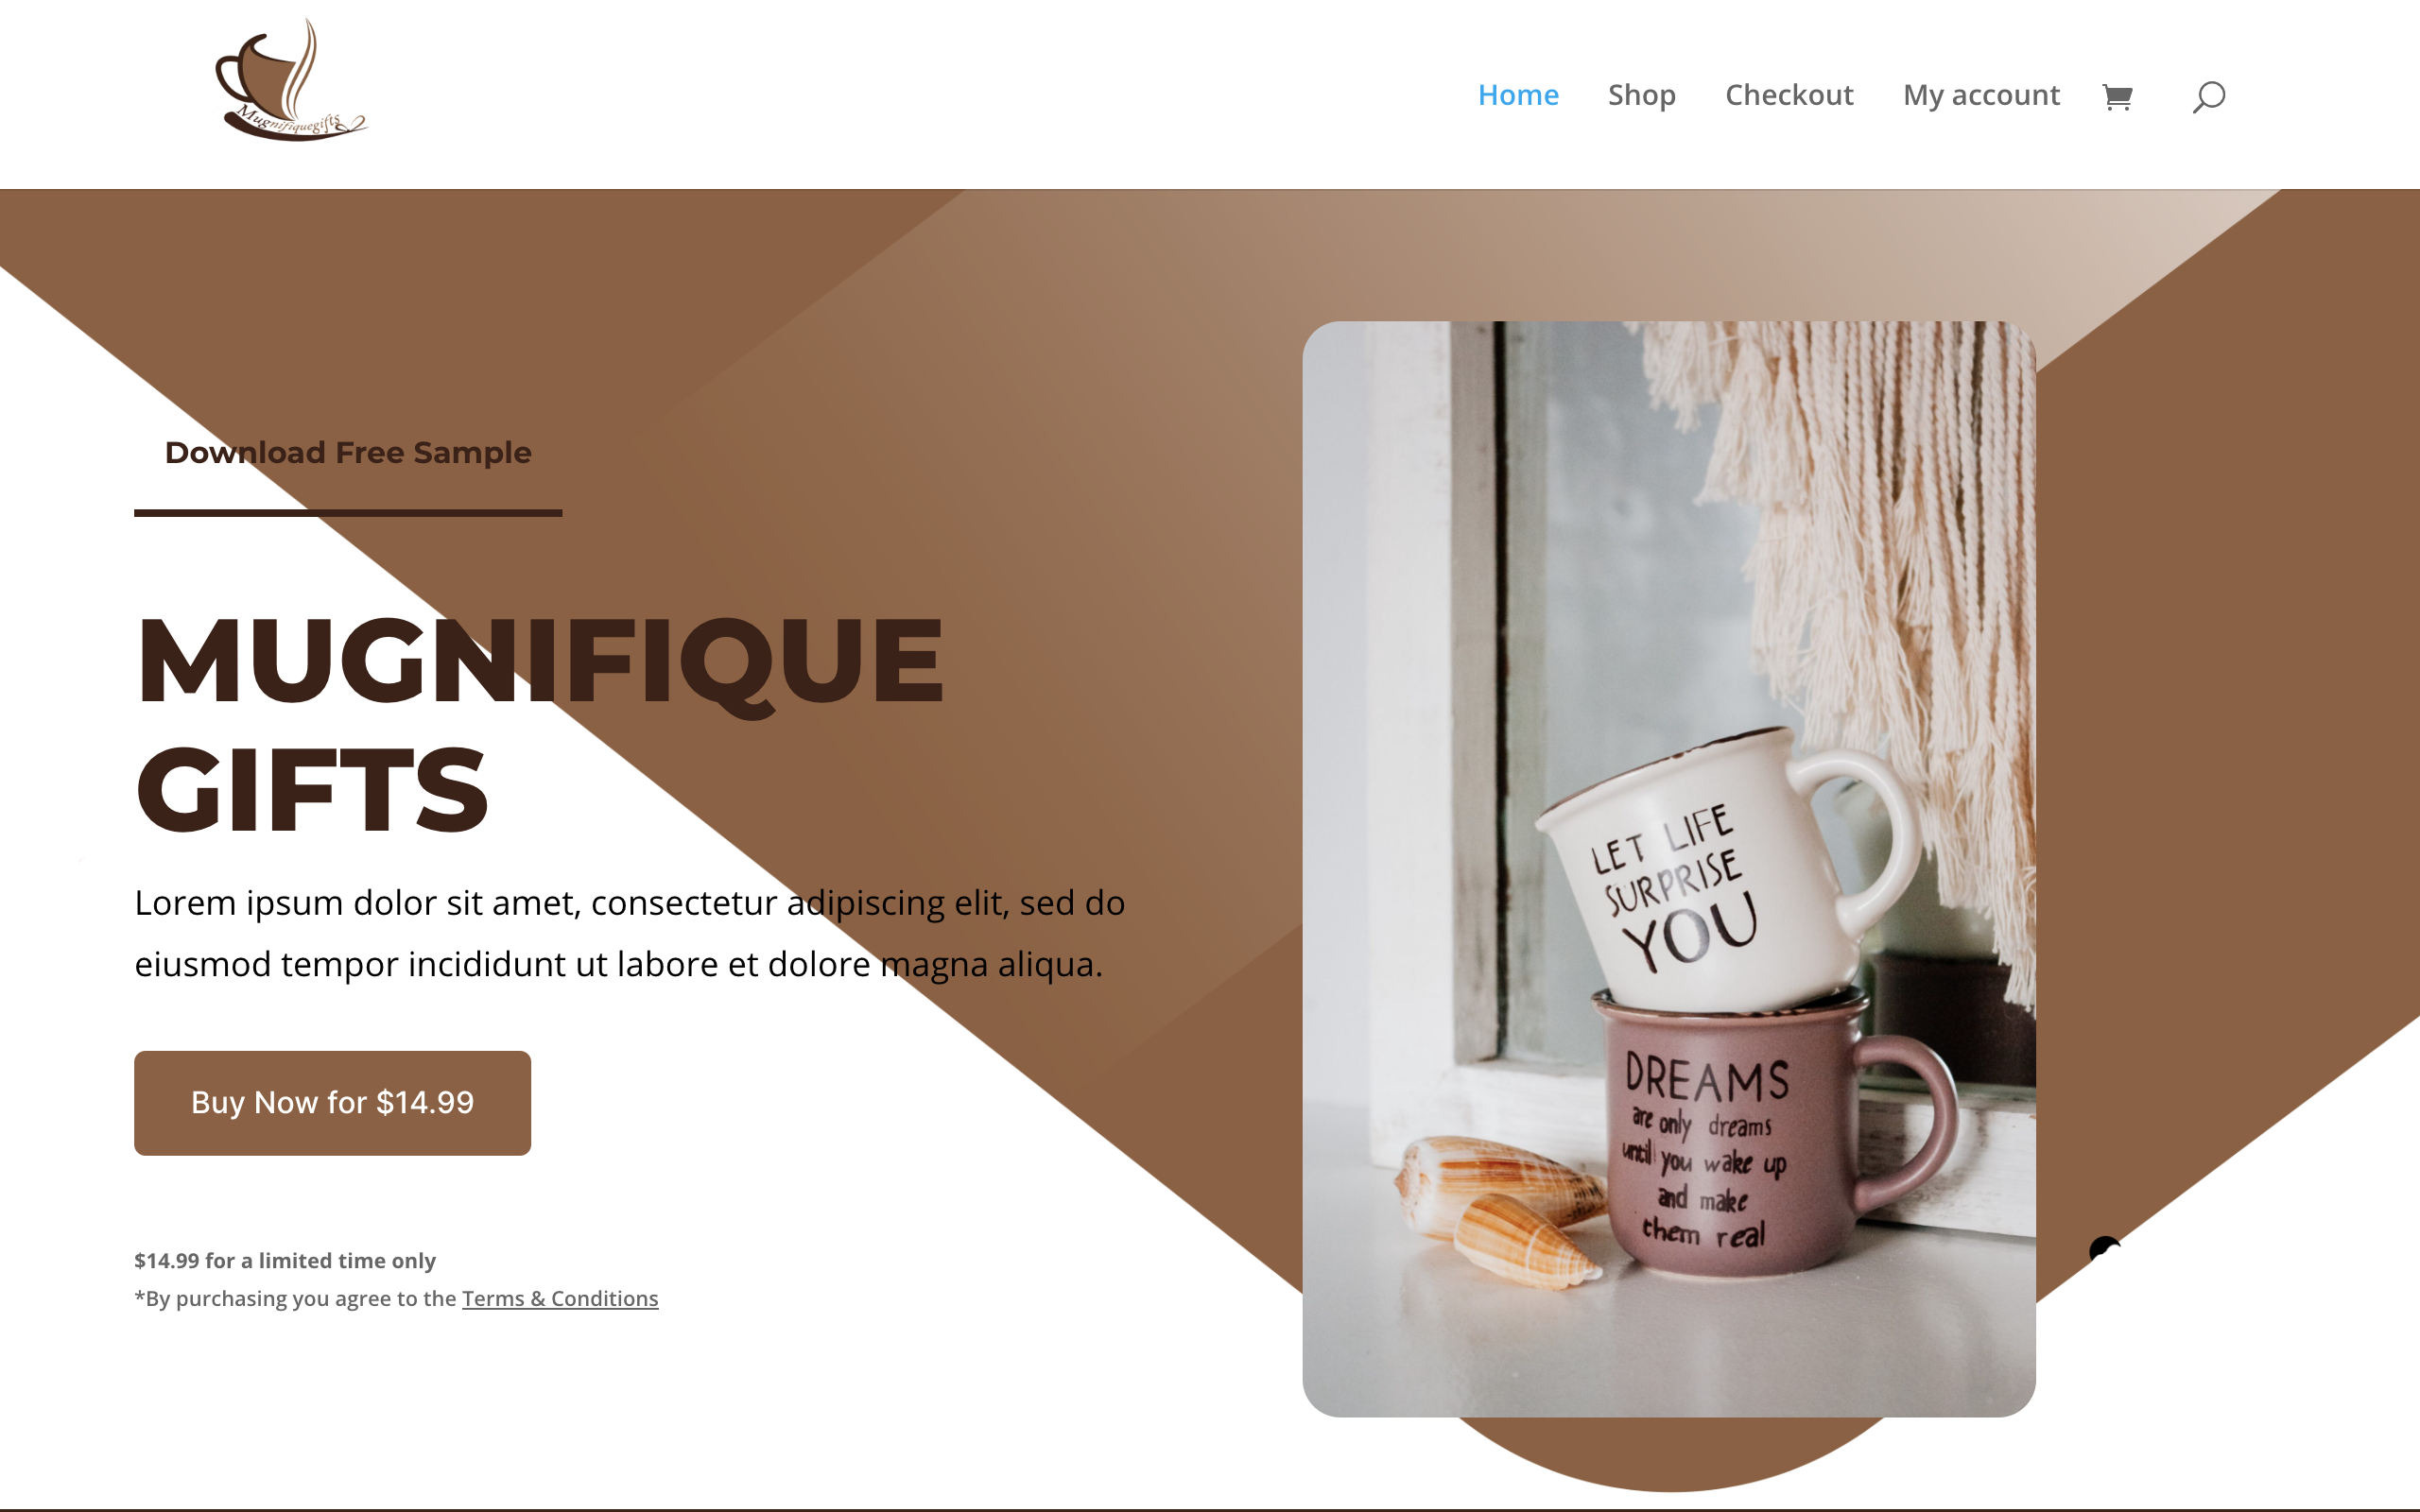 Mugnifiquegifts
Home Shop Checkout My account
Download Free Sample
MUGNIFIQUE
GIFTS
Lorem ipsum dolor sit amet, consectetur adipiscing elit, sed do
eiusmod tempor incididunt ut labore et dolore magna aliqua.
Buy Now for $14.99
$14.99 for a limited time only
*By purchasing you agree to the Terms & Conditions
LET LIFE
SURPRISE
YOU
DREAMS
are only dreams
until you wake up
and make
them real